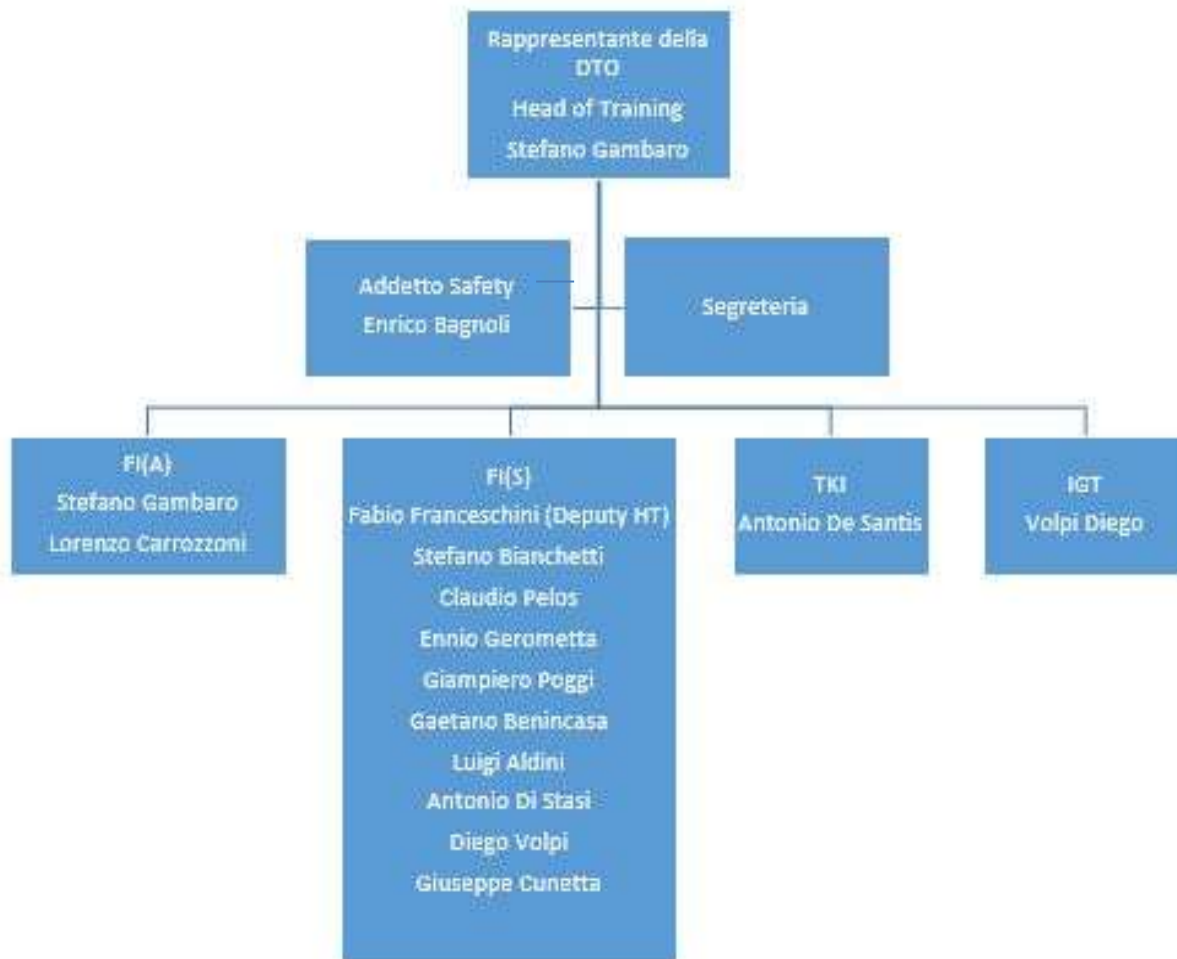 Rappresentante della
DTO
Head of Training
Stefano Gambaro
Addetto Safety
Enrico Bagnoli
Segreteria
FI(A)
Stefano Gambaro
Lorenzo Carrozzoni
FI(S)
Fabio Franceschini (Deputy HT)
Stefano Bianchetti
Claudio Pelos
Ennio Gerometta
Giampiero Poggi
Gaetano Benincasa
Luigi Aldini
Antonio Di Stasi
Diego Volpi
Giuseppe Cunetta
TKI
Antonio De Santis
IGT
Volpi Diego